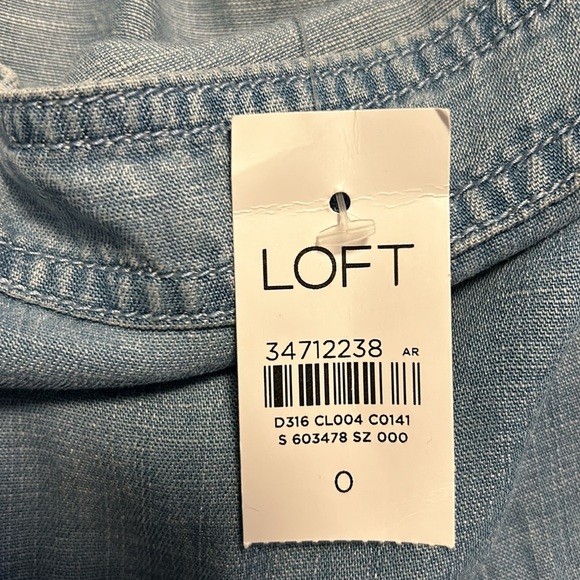 LOFT
34712238 AR
D316 CL004 C0141
S 603478 SZ 000
0